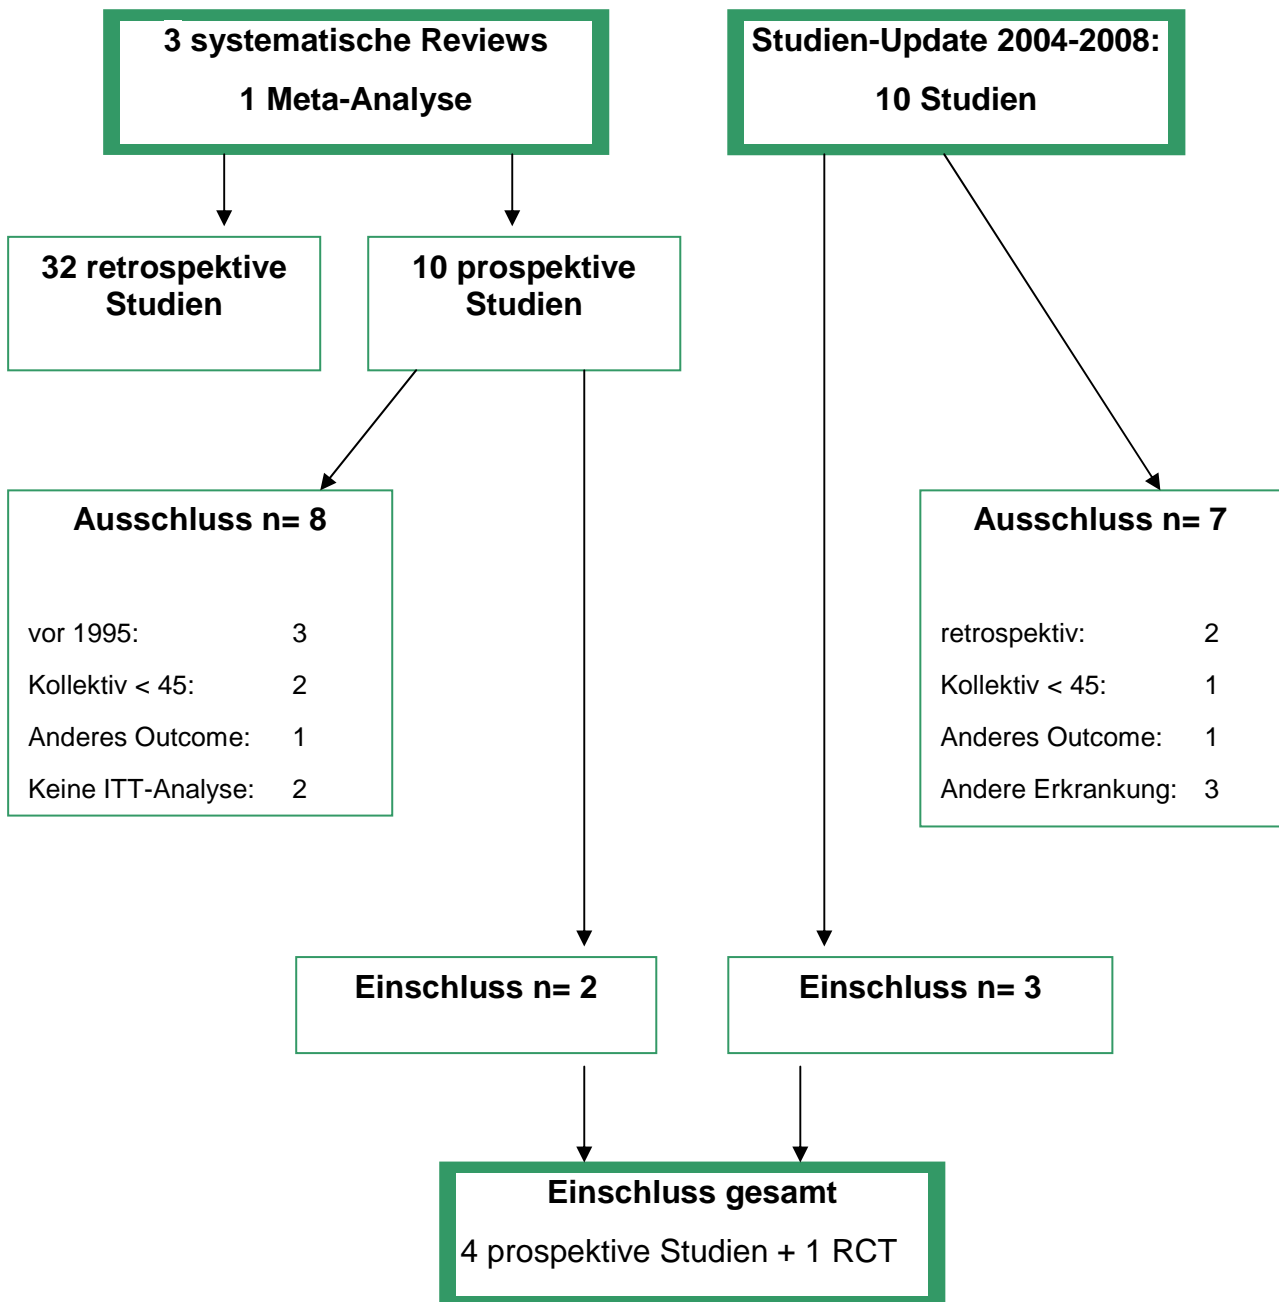 3 systematische Reviews
1 Meta-Analyse
Studien-Update 2004-2008:
10 Studien
32 retrospektive
Studien
10 prospektive
Studien
Ausschluss n= 8
vor 1995: 3
Kollektiv < 45: 2
Anderes Outcome: 1
Keine ITT-Analyse: 2
Ausschluss n= 7
retrospektiv: 2
Kollektiv < 45: 1
Anderes Outcome: 1
Andere Erkrankung: 3
Einschluss n= 2
Einschluss n= 3
Einschluss gesamt
4 prospektive Studien + 1 RCT